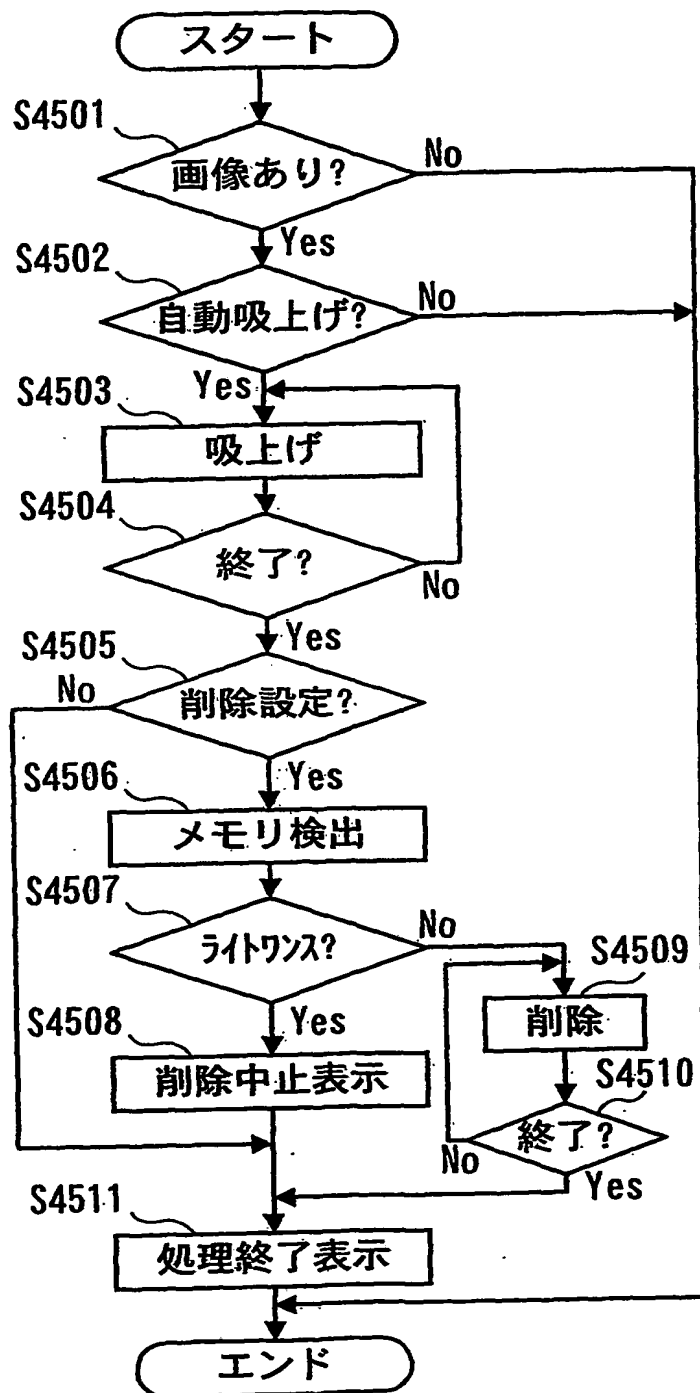 スタート
S4501
画像あり?
No
Yes
S4502
自動吸上げ?
No
Yes
S4503
吸上げ
S4504
終了?
No
Yes
S4505
No
削除設定?
Yes
S4506
メモリ検出
S4507
ライトワンス?
No
Yes
S4509
削除
S4508
削除中止表示
S4510
終了?
No
Yes
S4511
処理終了表示
エンド